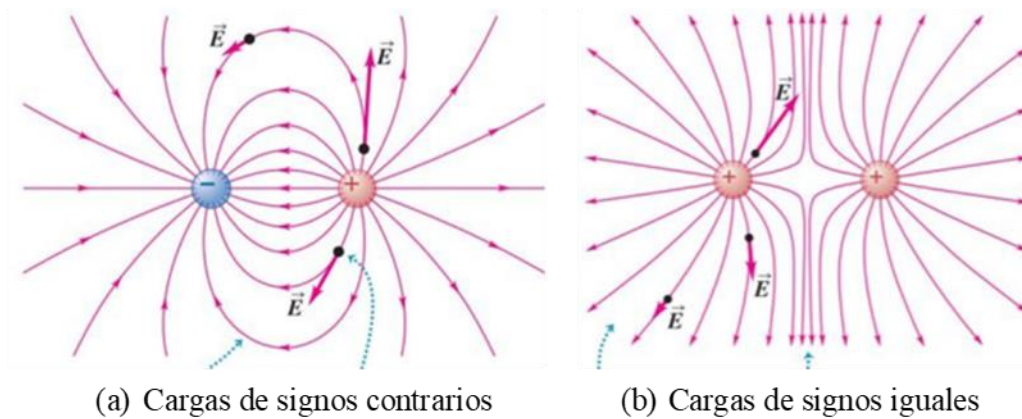 E
E
E
− +
E
E
E
+ +
(a) Cargas de signos contrarios
(b) Cargas de signos iguales